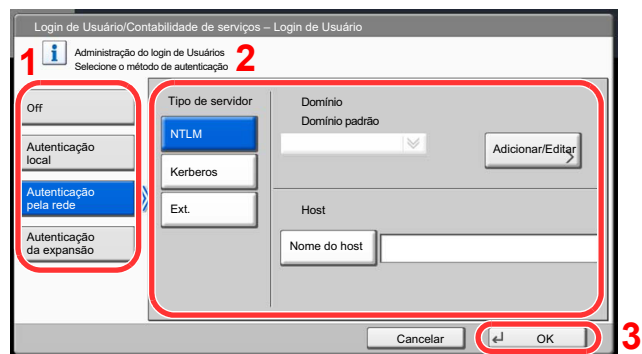 Login de Usuário/Contabilidade de serviços – Login de Usuário
1
i
Administração do login de Usuários
Selecione o método de autenticação
2
Off
Autenticação
local
Autenticação
pela rede
Autenticação
da expansão
Tipo de servidor
NTLM
Kerberos
Ext.
Domínio
Domínio padrão
Adicionar/Editar
Host
Nome do host
Cancelar
OK
3